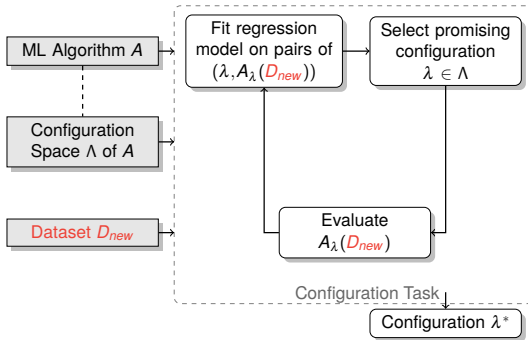 ML Algorithm A
Configuration
Space Λ of A
Dataset D_new
Fit regression
model on pairs of
(λ, A_λ(D_new))
Select promising
configuration
λ ∈ Λ
Evaluate
A_λ(D_new)
Configuration Task
Configuration λ*